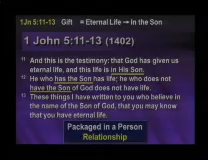 1Jn 5:11-13 Gift = Eternal Life → In the Son
1 John 5:11-13 (1402)
11 And this is the testimony: that God has given us
eternal life, and this life is in His Son.
12 He who has the Son has life; he who does not
have the Son of God does not have life.
13 These things I have written to you who believe in
the name of the Son of God, that you may know
that you have eternal life.
Packaged in a Person
Relationship